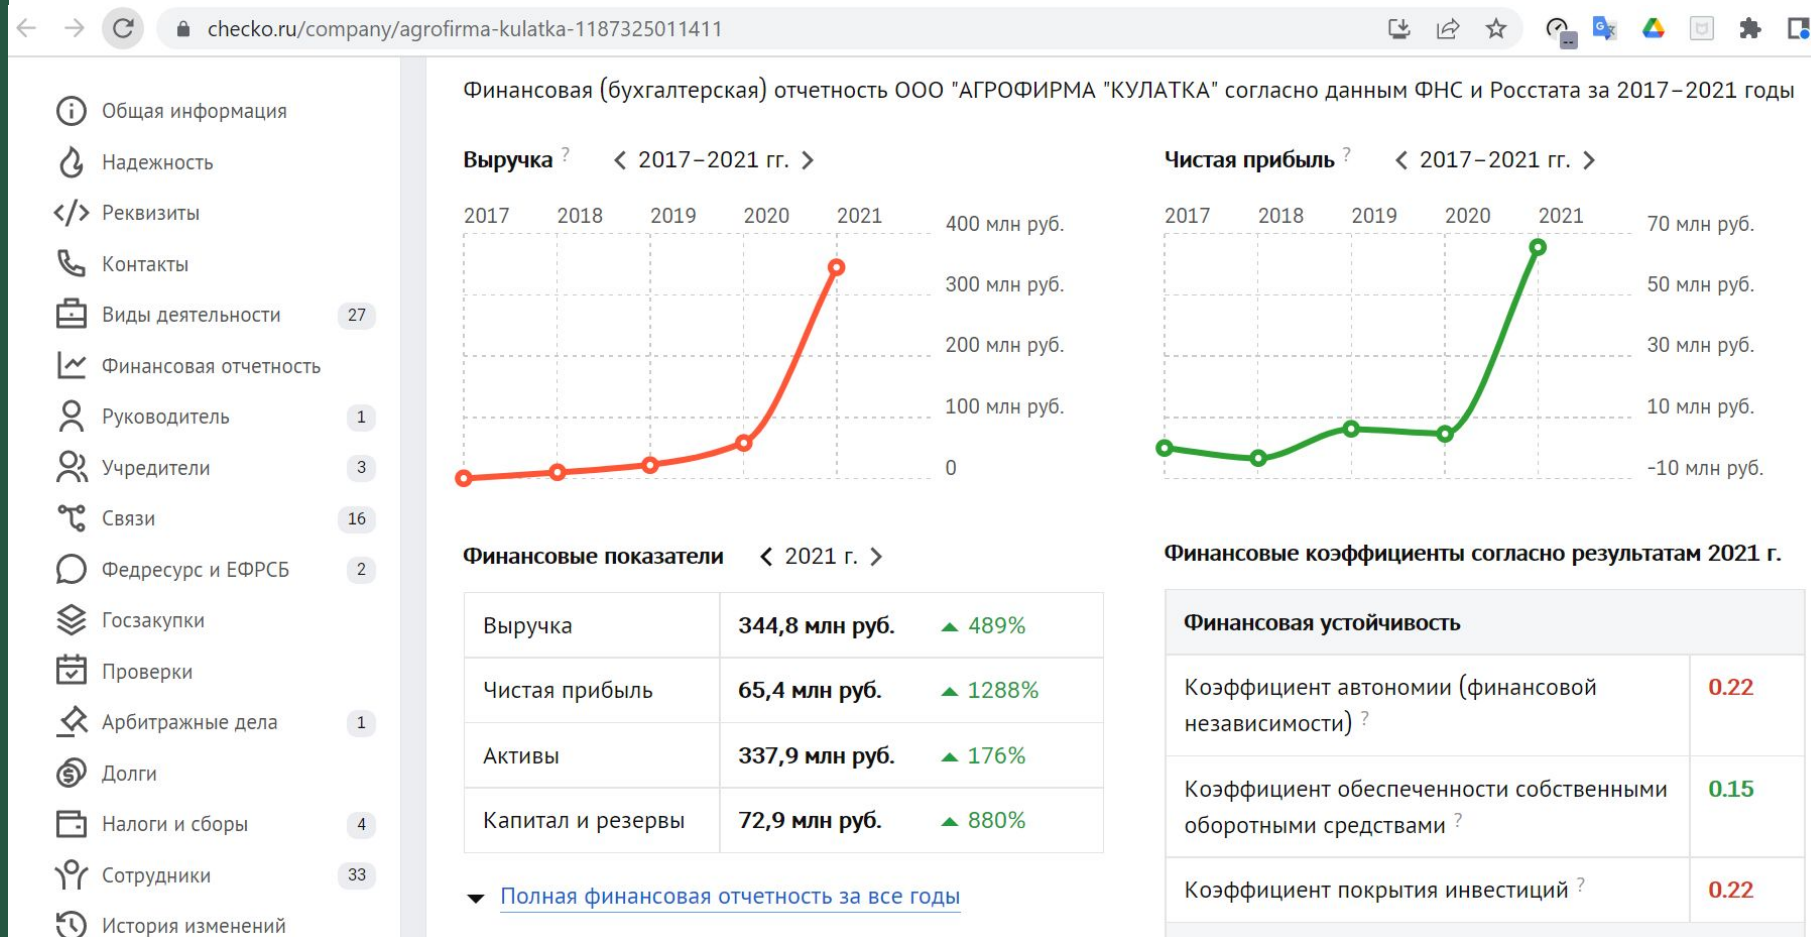 checko.ru/company/agrofirma-kulatka-1187325011411
Общая информация
Надежность
Реквизиты
Контакты
Виды деятельности 27
Финансовая отчетность
Руководитель 1
Учредители 3
Связи 16
Федресурс и ЕФРСБ 2
Госзакупки
Проверки
Арбитражные дела 1
Долги
Налоги и сборы 4
Сотрудники 33
История изменений
Финансовая (бухгалтерская) отчетность ООО "АГРОФИРМА "КУЛАТКА" согласно данным ФНС и Росстата за 2017–2021 годы
Выручка ? 2017–2021 гг.
2017 2018 2019 2020 2021
400 млн руб.
300 млн руб.
200 млн руб.
100 млн руб.
0
Чистая прибыль ? 2017–2021 гг.
2017 2018 2019 2020 2021
70 млн руб.
50 млн руб.
30 млн руб.
10 млн руб.
-10 млн руб.
Финансовые показатели 2021 г.
Выручка 344,8 млн руб. 489%
Чистая прибыль 65,4 млн руб. 1288%
Активы 337,9 млн руб. 176%
Капитал и резервы 72,9 млн руб. 880%
Полная финансовая отчетность за все годы
Финансовые коэффициенты согласно результатам 2021 г.
Финансовая устойчивость
Коэффициент автономии (финансовой 0.22
независимости) ?
Коэффициент обеспеченности собственными 0.15
оборотными средствами ?
Коэффициент покрытия инвестиций ? 0.22